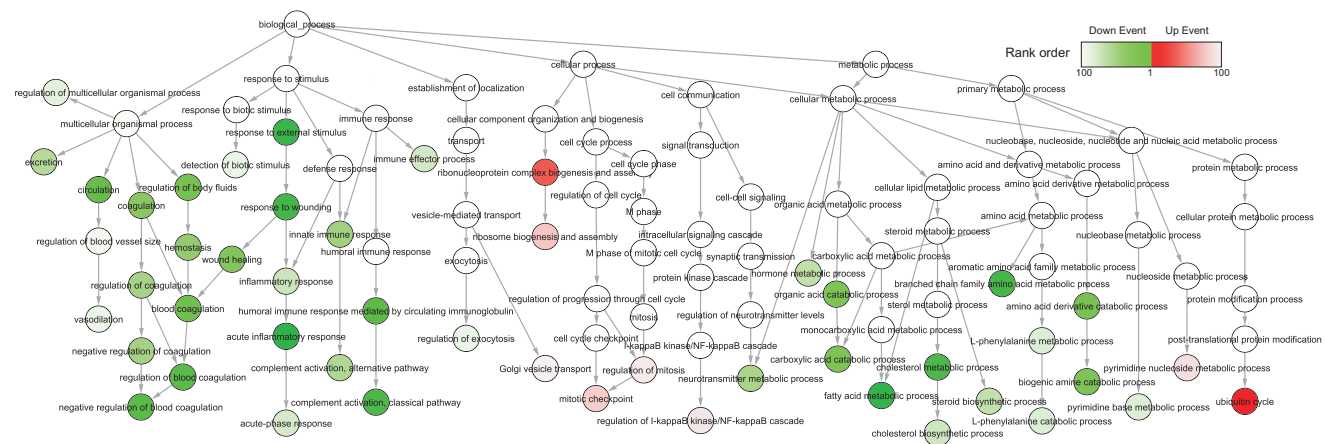 biological_process
Down Event
Up Event
Rank order
100
1
100
cellular process
metabolic process
response to stimulus
establishment of localization
primary metabolic process
regulation of multicellular organismal process
cell communication
cellular metabolic process
response to biotic stimulus
immune response
cellular component organization and biogenesis
multicellular organismal process
response to external stimulus
transport
cell cycle process
signal transduction
nucleobase, nucleoside, nucleotide and nucleic acid metabolic process
excretion
detection of biotic stimulus
defense response
immune effector process
ribonucleoprotein complex biogenesis and assembly
cell cycle phase
amino acid and derivative metabolic process
protein metabolic process
circulation
regulation of body fluids
regulation of cell cycle
cell-cell signaling
cellular lipid metabolic process
amino acid derivative metabolic process
coagulation
response to wounding
vesicle-mediated transport
M phase
organic acid metabolic process
amino acid metabolic process
cellular protein metabolic process
regulation of blood vessel size
hemostasis
innate immune response
ribosome biogenesis and assembly
intracellular signaling cascade
steroid metabolic process
nucleobase metabolic process
wound healing
humoral immune response
exocytosis
M phase of mitotic cell cycle
synaptic transmission
carboxylic acid metabolic process
aromatic amino acid family metabolic process
regulation of coagulation
inflammatory response
protein kinase cascade
hormone metabolic process
branched chain family amino acid metabolic process
nucleoside metabolic process
blood coagulation
humoral immune response mediated by circulating immunoglobulin
regulation of progression through cell cycle
organic acid catabolic process
sterol metabolic process
amino acid derivative catabolic process
protein modification process
vasodilation
mitosis
regulation of neurotransmitter levels
acute inflammatory response
regulation of exocytosis
cell cycle checkpoint
I-kappaB kinase/NF-kappaB cascade
monocarboxylic acid metabolic process
L-phenylalanine metabolic process
post-translational protein modification
negative regulation of coagulation
complement activation, alternative pathway
Golgi vesicle transport
regulation of mitosis
neurotransmitter metabolic process
carboxylic acid catabolic process
cholesterol metabolic process
pyrimidine nucleoside metabolic process
regulation of blood coagulation
biogenic amine catabolic process
negative regulation of blood coagulation
complement activation, classical pathway
mitotic checkpoint
fatty acid metabolic process
steroid biosynthetic process
pyrimidine base metabolic process
ubiquitin cycle
acute-phase response
regulation of I-kappaB kinase/NF-kappaB cascade
cholesterol biosynthetic process
L-phenylalanine catabolic process